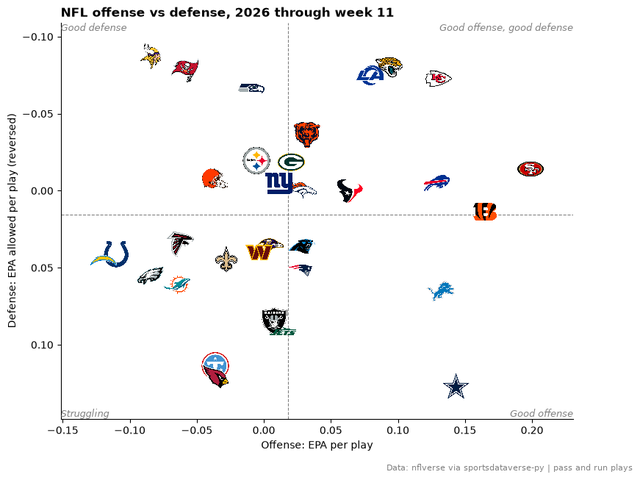 NFL offense vs defense, 2026 through week 11
Good defense
Good offense, good defense
−0.10
−0.05
0.00
0.05
0.10
Defense: EPA allowed per play (reversed)
ny
JETS
Struggling
Good offense
−0.15
−0.10
−0.05
0.00
0.05
0.10
0.15
0.20
Offense: EPA per play
Data: nflverse via sportsdataverse-py | pass and run plays